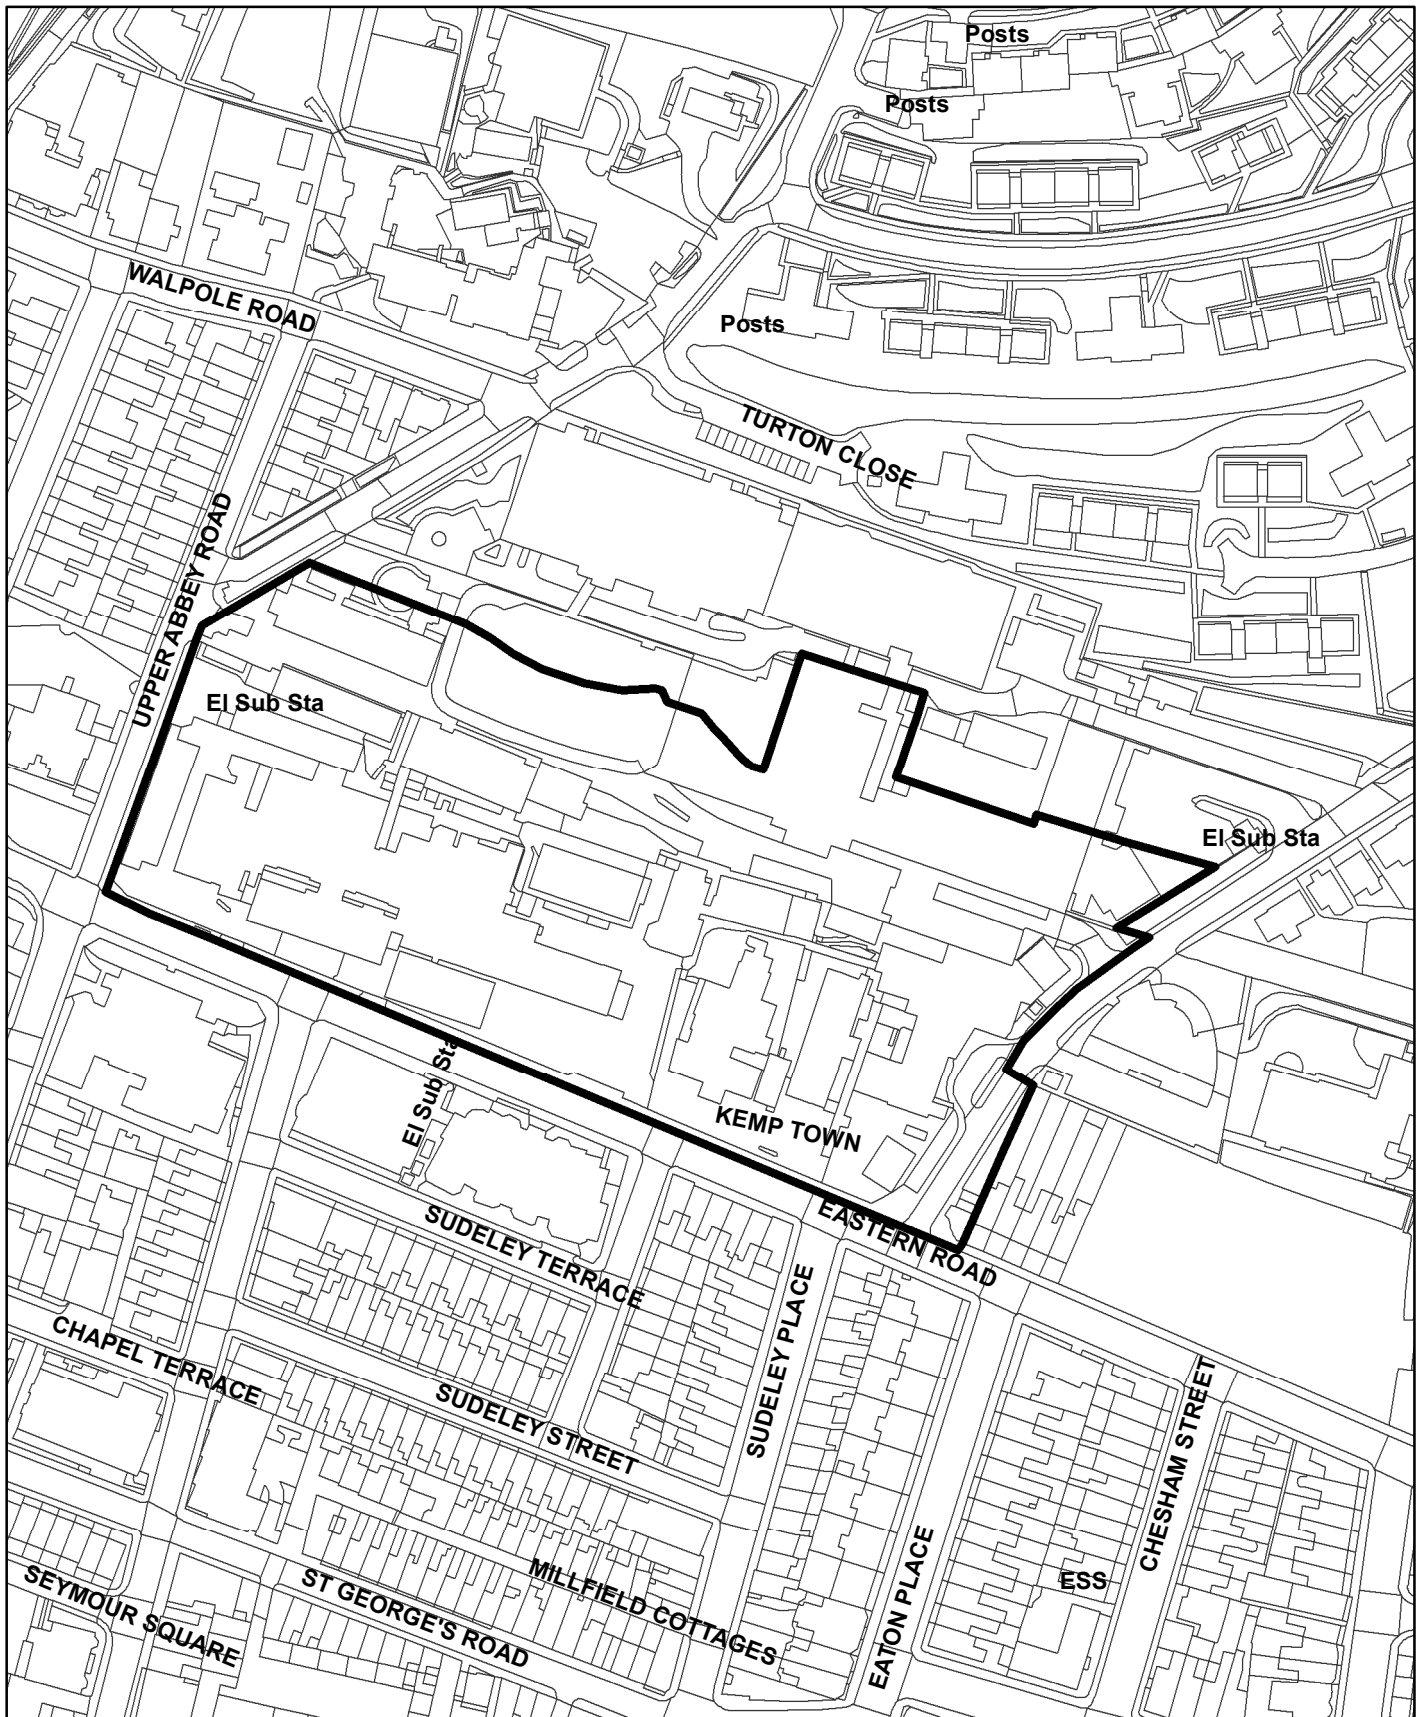 Posts
Posts
WALPOLE ROAD
Posts
TURTON CLOSE
UPPER ABBEY ROAD
El Sub Sta
El Sub Sta
El Sub Sta
KEMP TOWN
EASTERN ROAD
SUDELEY TERRACE
SUDELEY PLACE
CHAPEL TERRACE
SUDELEY STREET
CHESHAM STREET
MILLFIELD COTTAGES
EATON PLACE
ESS
SEYMOUR SQUARE
ST GEORGE'S ROAD